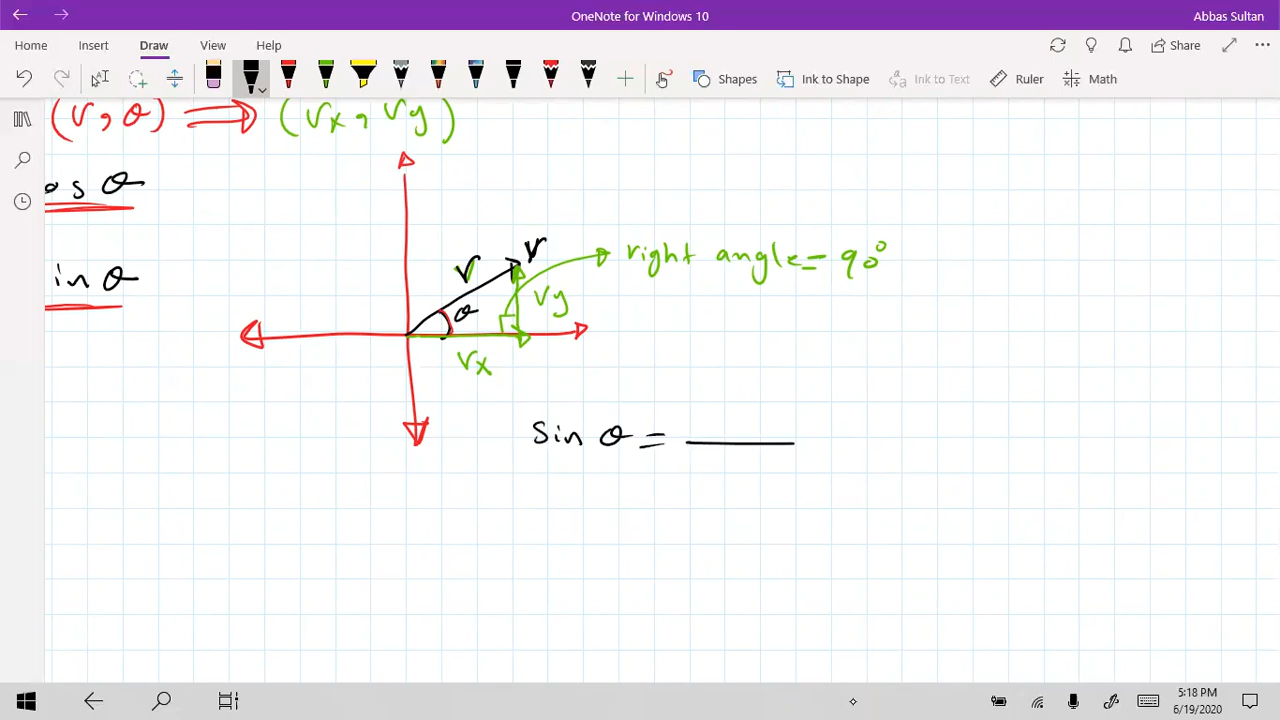 OneNote for Windows 10
Abbas Sultan
Home Insert Draw View Help
Share
Shapes Ink to Shape Ink to Text Ruler Math
(V, θ) ⟹ (Vx, Vy)
os θ
V
V
right angle = 90°
in θ
θ
Vy
Vx
Sin θ =
5:18 PM
6/19/2020